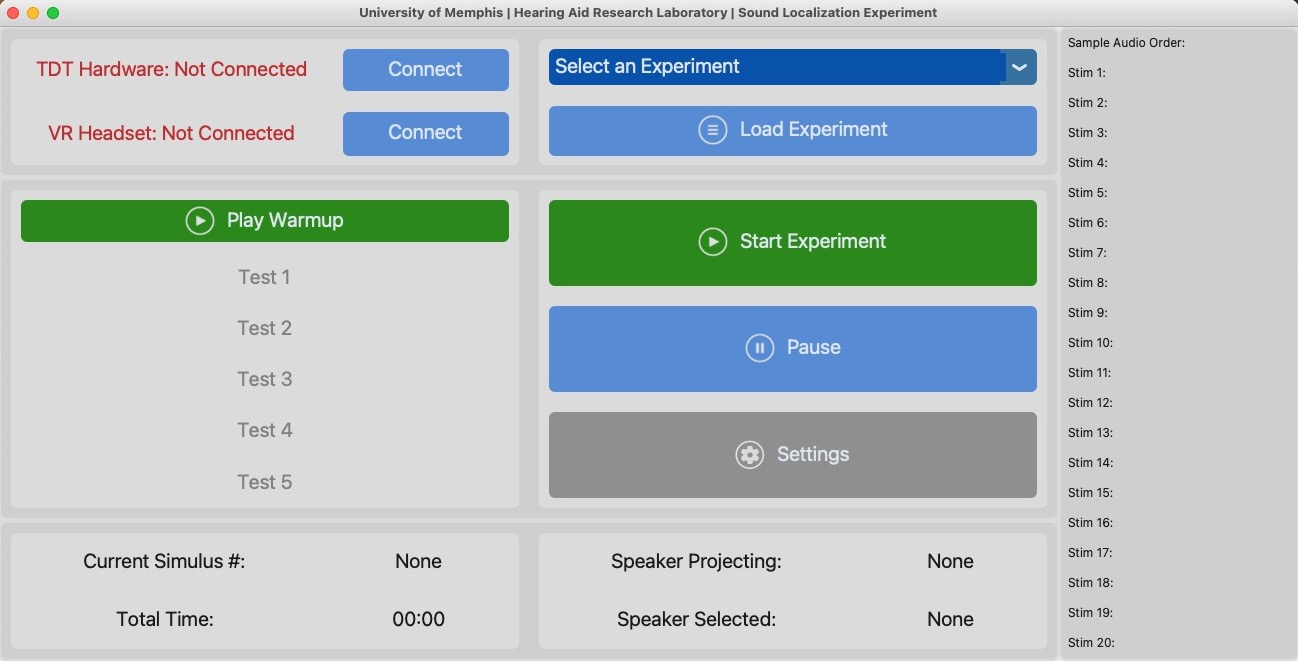 University of Memphis | Hearing Aid Research Laboratory | Sound Localization Experiment
TDT Hardware: Not Connected
Connect
VR Headset: Not Connected
Connect
Select an Experiment
Load Experiment
Play Warmup
Test 1
Test 2
Test 3
Test 4
Test 5
Start Experiment
Pause
Settings
Current Simulus #:
None
Total Time:
00:00
Speaker Projecting:
None
Speaker Selected:
None
Sample Audio Order:
Stim 1:
Stim 2:
Stim 3:
Stim 4:
Stim 5:
Stim 6:
Stim 7:
Stim 8:
Stim 9:
Stim 10:
Stim 11:
Stim 12:
Stim 13:
Stim 14:
Stim 15:
Stim 16:
Stim 17:
Stim 18:
Stim 19:
Stim 20: